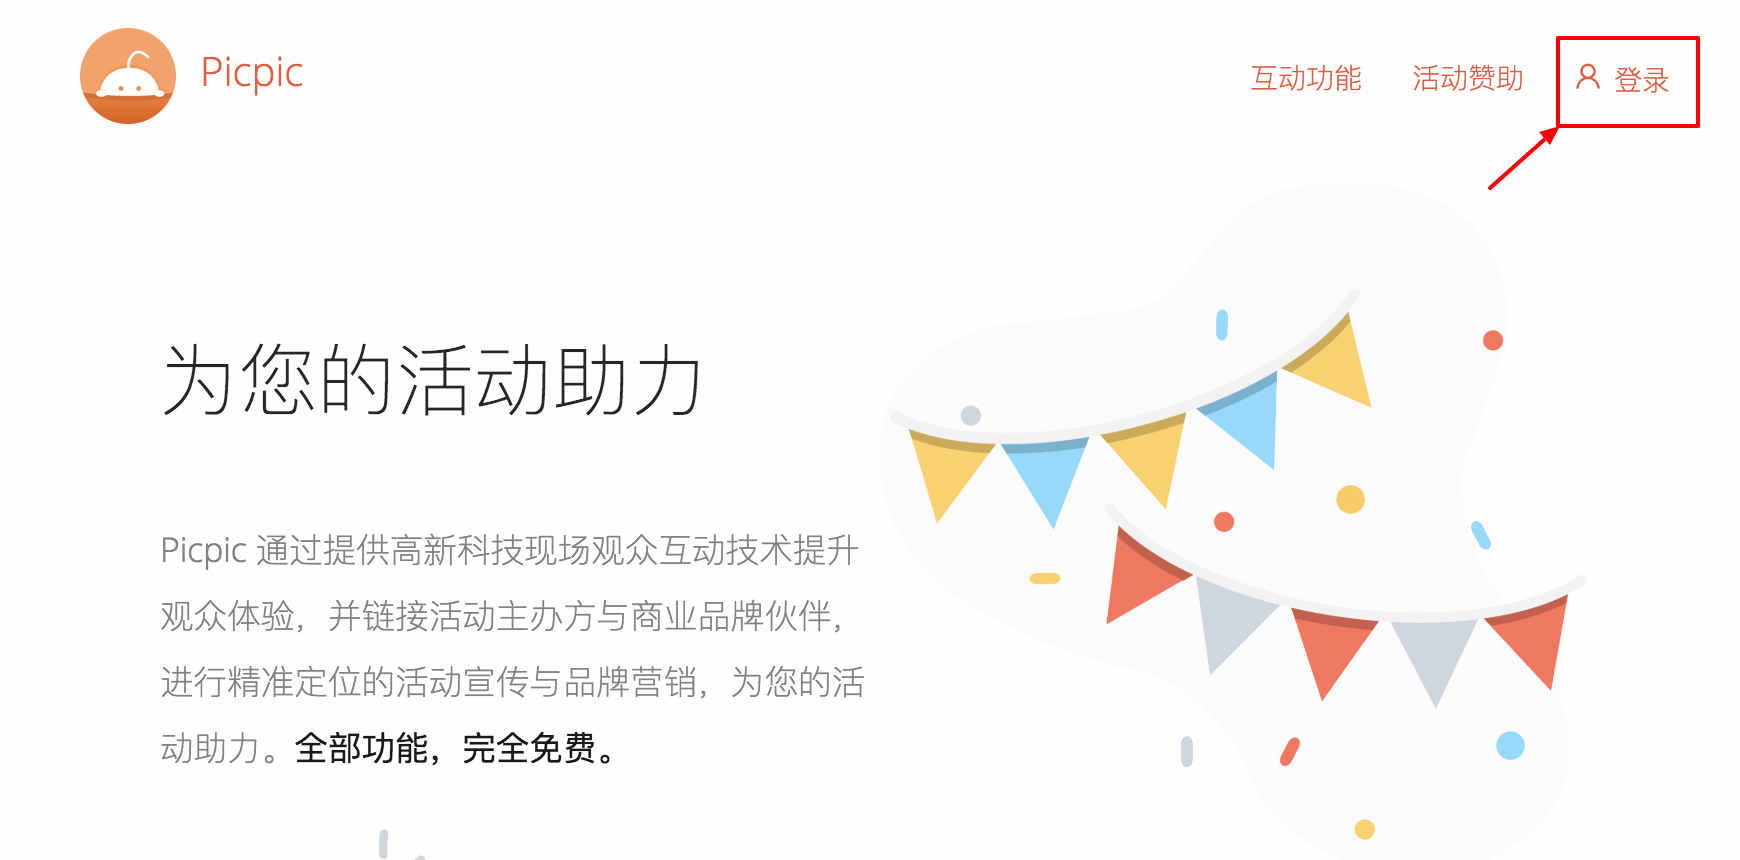 Picpic
互动功能
活动赞助
登录
为您的活动助力
Picpic 通过提供高新科技现场观众互动技术提升
观众体验，并链接活动主办方与商业品牌伙伴，
进行精准定位的活动宣传与品牌营销，为您的活
动助力。全部功能，完全免费。